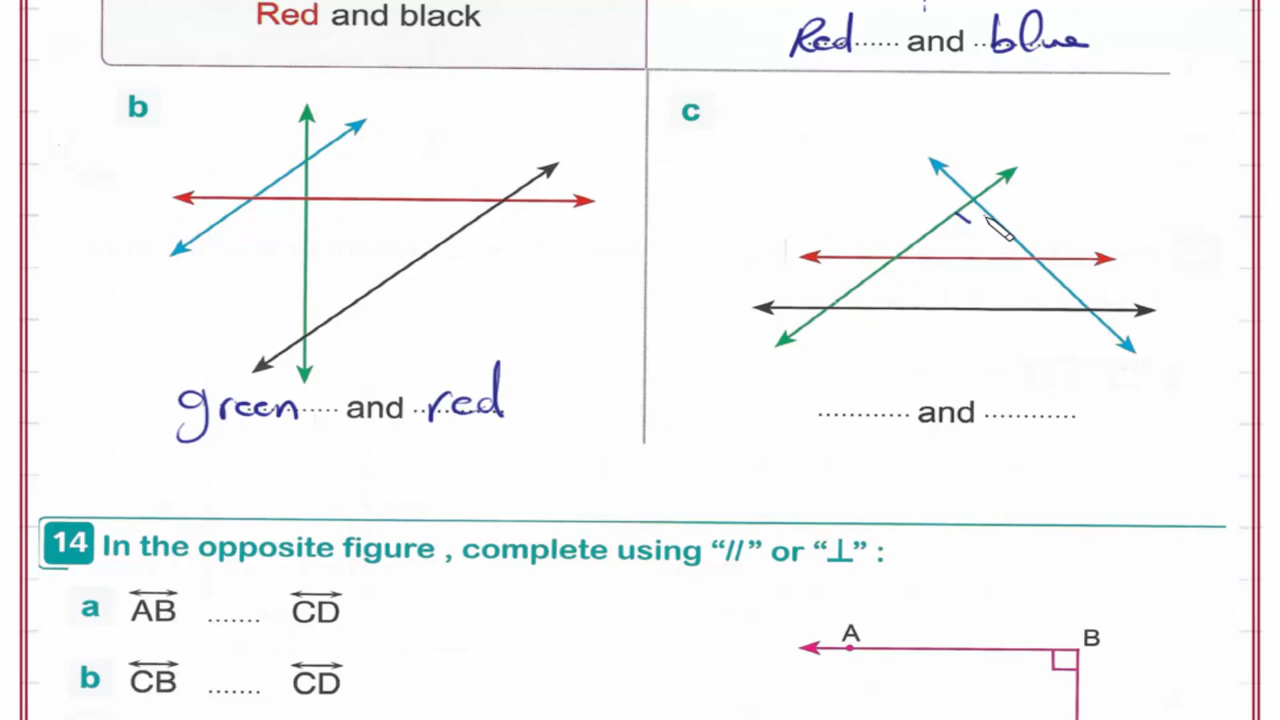 Red and black
Red...... and ..blue
b
c
green ..... and ..red
............ and ............
14 In the opposite figure , complete using “//” or “⊥” :
a AB ....... CD
b CB ....... CD
A
B